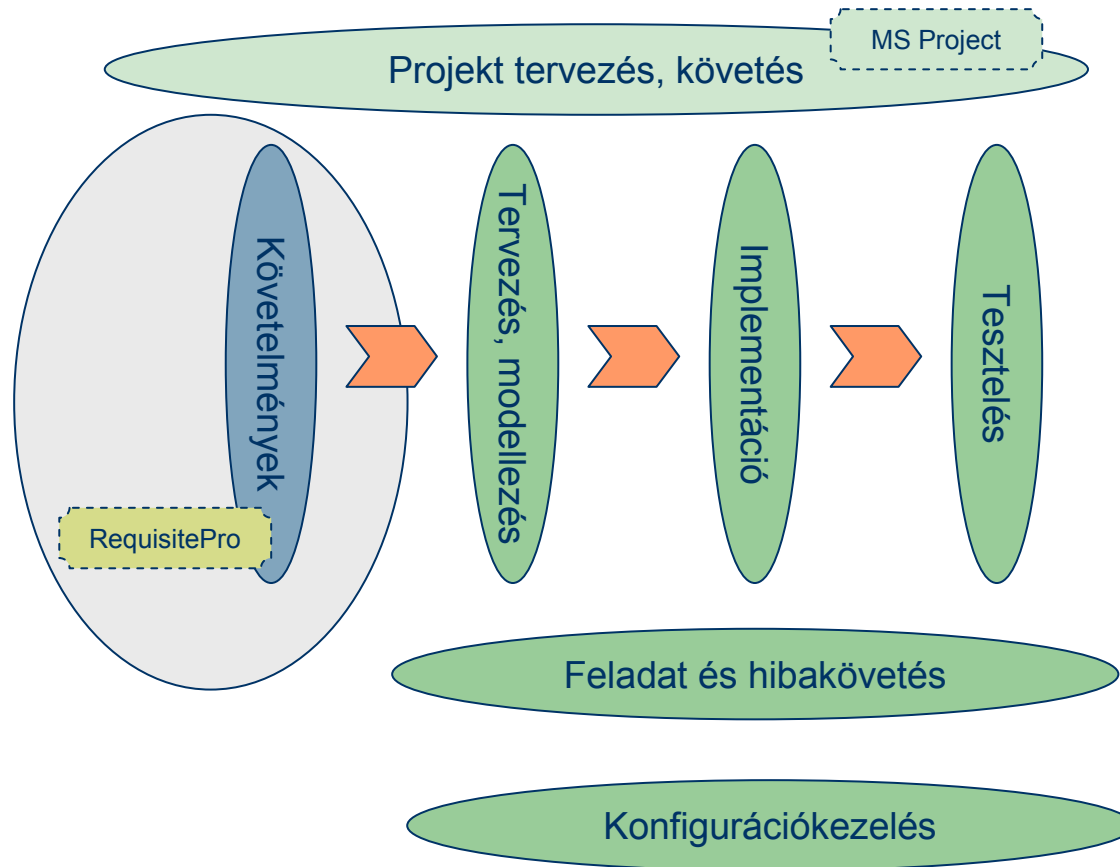 MS Project
Projekt tervezés, követés
Követelmények
Tervezés, modellezés
Implementáció
Tesztelés
RequisitePro
Feladat és hibakövetés
Konfigurációkezelés